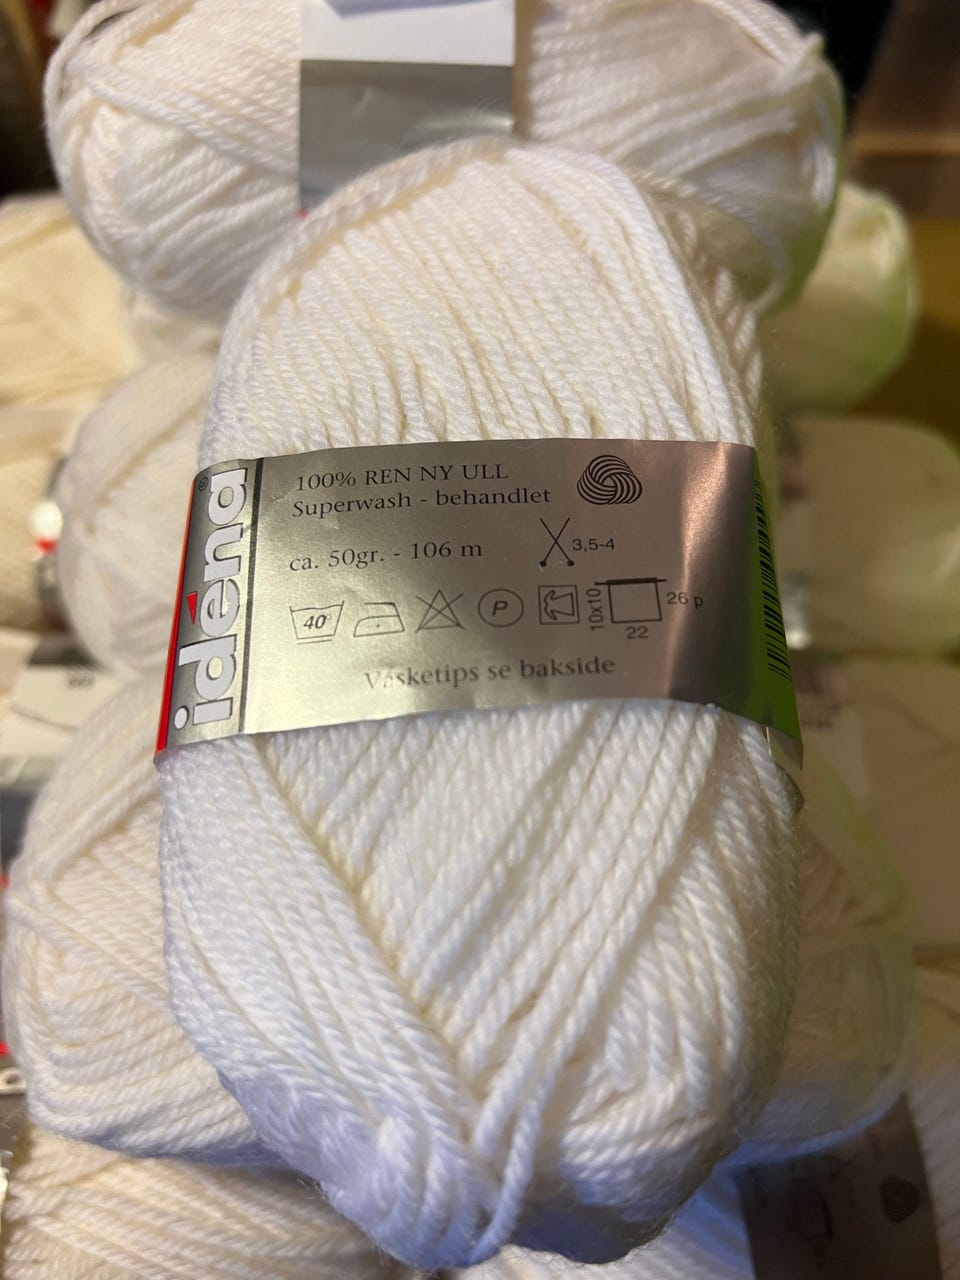 idéna®
100% REN NY ULL
Superwash - behandlet
ca. 50gr. - 106 m
3,5-4
40°
P
10x10
26 p
22
Vasketips se bakside